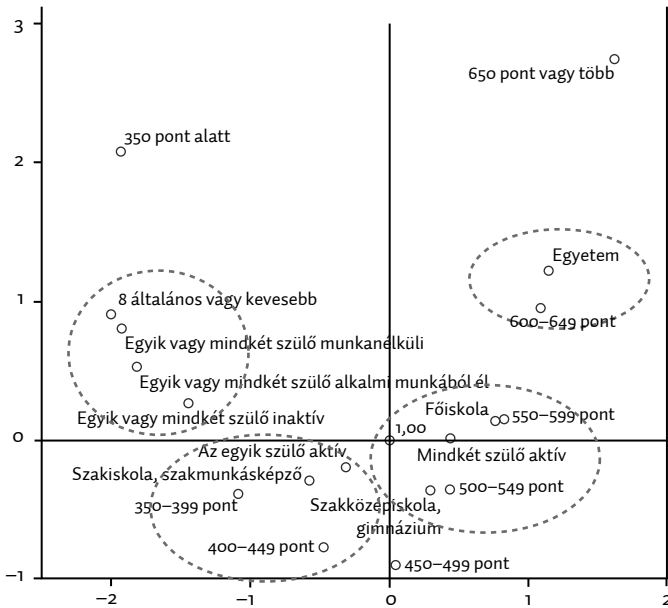 3
650 pont vagy több
350 pont alatt
2
Egyetem
8 általános vagy kevesebb
1
600–649 pont
Egyik vagy mindkét szülő munkanélküli
Egyik vagy mindkét szülő alkalmi munkából él
Egyik vagy mindkét szülő inaktív
Főiskola
550–599 pont
1,00
0
Az egyik szülő aktív
Mindkét szülő aktív
Szakiskola, szakmunkásképző
500–549 pont
350–399 pont
Szakközépiskola,
gimnázium
400–449 pont
450–499 pont
–1
–2
–1
0
1
2